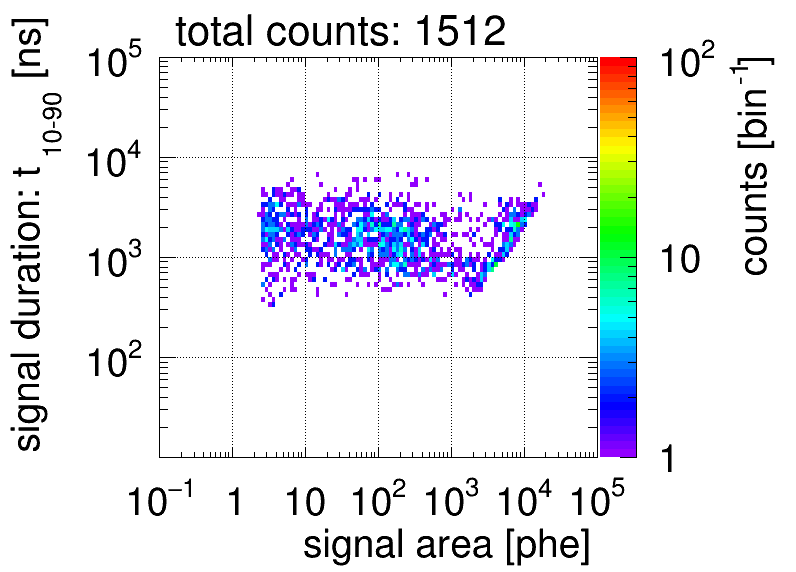 total counts: 1512
signal duration: t 10-90 [ns]
10^5
10^4
10^3
10^2
10^−1 1 10 10^2 10^3 10^4 10^5
signal area [phe]
10^2
10
1
counts [bin^-1]